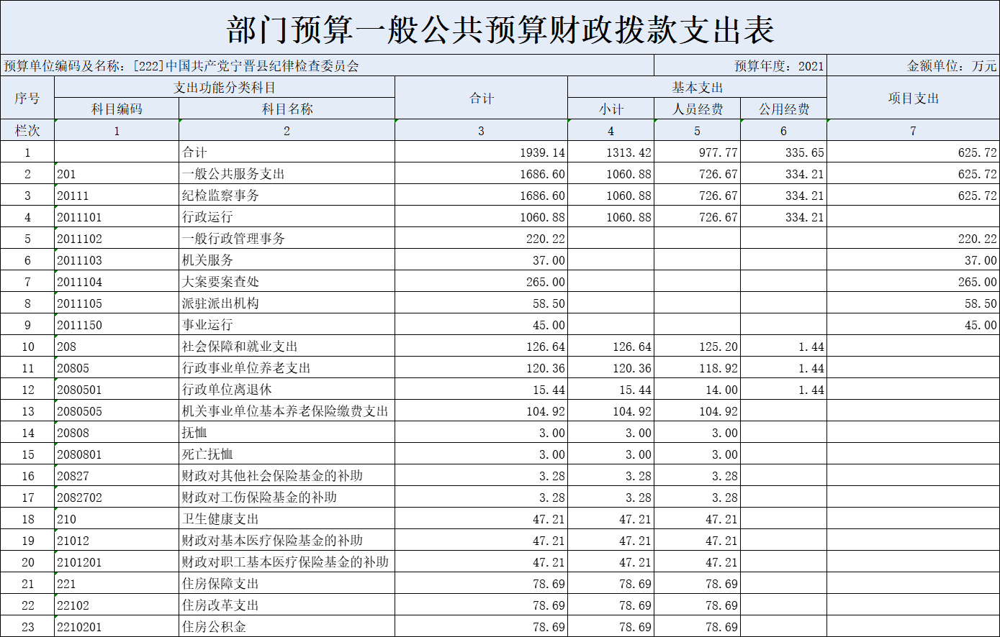 部门预算一般公共预算财政拨款支出表
预算单位编码及名称：[222]中国共产党宁晋县纪律检查委员会 预算年度：2021 金额单位：万元
序号 支出功能分类科目 合计 基本支出 项目支出
科目编码 科目名称 小计 人员经费 公用经费
栏次 1 2 3 4 5 6 7
1 合计 1939.14 1313.42 977.77 335.65 625.72
2 201 一般公共服务支出 1686.60 1060.88 726.67 334.21 625.72
3 20111 纪检监察事务 1686.60 1060.88 726.67 334.21 625.72
4 2011101 行政运行 1060.88 1060.88 726.67 334.21
5 2011102 一般行政管理事务 220.22 220.22
6 2011103 机关服务 37.00 37.00
7 2011104 大案要案查处 265.00 265.00
8 2011105 派驻派出机构 58.50 58.50
9 2011150 事业运行 45.00 45.00
10 208 社会保障和就业支出 126.64 126.64 125.20 1.44
11 20805 行政事业单位养老支出 120.36 120.36 118.92 1.44
12 2080501 行政单位离退休 15.44 15.44 14.00 1.44
13 2080505 机关事业单位基本养老保险缴费支出 104.92 104.92 104.92
14 20808 抚恤 3.00 3.00 3.00
15 2080801 死亡抚恤 3.00 3.00 3.00
16 20827 财政对其他社会保险基金的补助 3.28 3.28 3.28
17 2082702 财政对工伤保险基金的补助 3.28 3.28 3.28
18 210 卫生健康支出 47.21 47.21 47.21
19 21012 财政对基本医疗保险基金的补助 47.21 47.21 47.21
20 2101201 财政对职工基本医疗保险基金的补助 47.21 47.21 47.21
21 221 住房保障支出 78.69 78.69 78.69
22 22102 住房改革支出 78.69 78.69 78.69
23 2210201 住房公积金 78.69 78.69 78.69